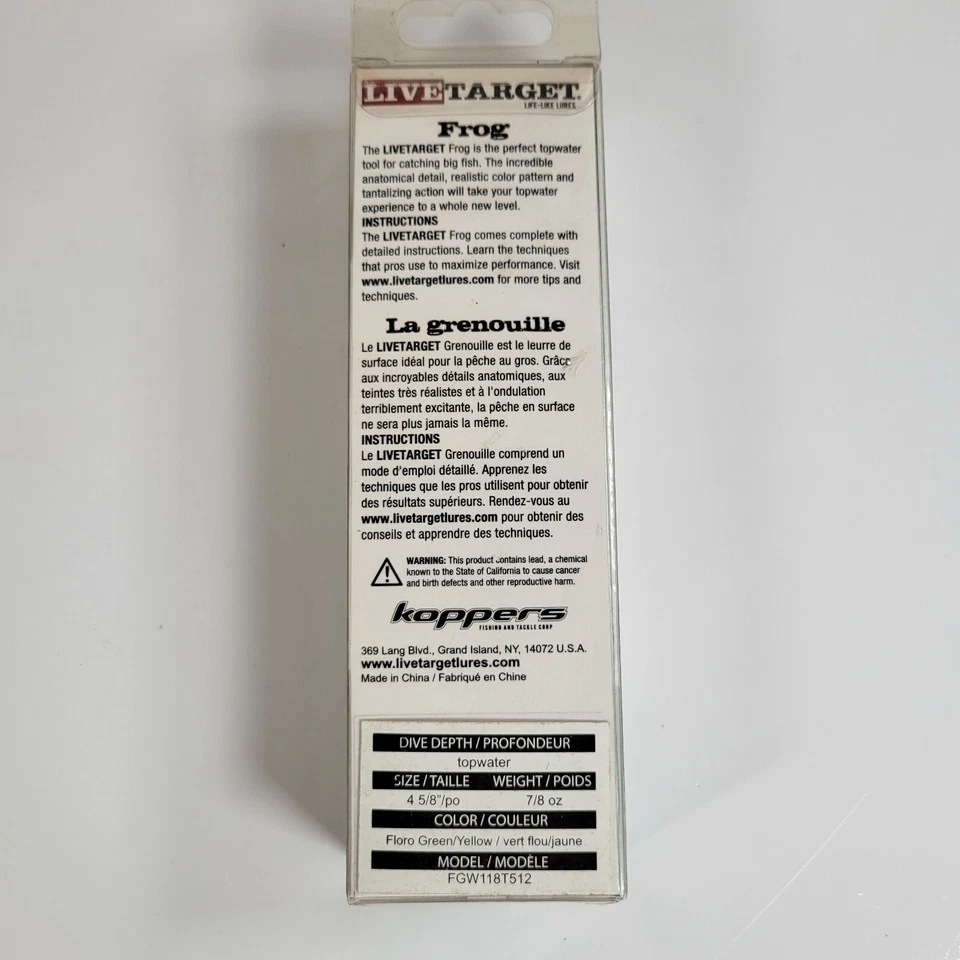 LIVETARGET.
LIFE-LIKE LURES
Frog
The LIVETARGET Frog is the perfect topwater
tool for catching big fish. The incredible
anatomical detail, realistic color pattern and
tantalizing action will take your topwater
experience to a whole new level.
INSTRUCTIONS
The LIVETARGET Frog comes complete with
detailed instructions. Learn the techniques
that pros use to maximize performance. Visit
www.livetargetlures.com for more tips and
techniques.
La grenouille
Le LIVETARGET Grenouille est le leurre de
surface idéal pour la pêche au gros. Grâce
aux incroyables détails anatomiques, aux
teintes très réalistes et à l'ondulation
terriblement excitante, la pêche en surface
ne sera plus jamais la même.
INSTRUCTIONS
Le LIVETARGET Grenouille comprend un
mode d'emploi détaillé. Apprenez les
techniques que les pros utilisent pour obtenir
des résultats supérieurs. Rendez-vous au
www.livetargetlures.com pour obtenir des
conseils et apprendre des techniques.
WARNING: This product contains lead, a chemical
known to the State of California to cause cancer
and birth defects and other reproductive harm.
koppers
FISHING AND TACKLE CORP
369 Lang Blvd., Grand Island, NY, 14072 U.S.A.
www.livetargetlures.com
Made in China / Fabriqué en Chine
DIVE DEPTH / PROFONDEUR
topwater
SIZE / TAILLE WEIGHT / POIDS
4 5/8"/po 7/8 oz
COLOR / COULEUR
Floro Green/Yellow / vert flou/jaune
MODEL / MODÈLE
FGW118T512